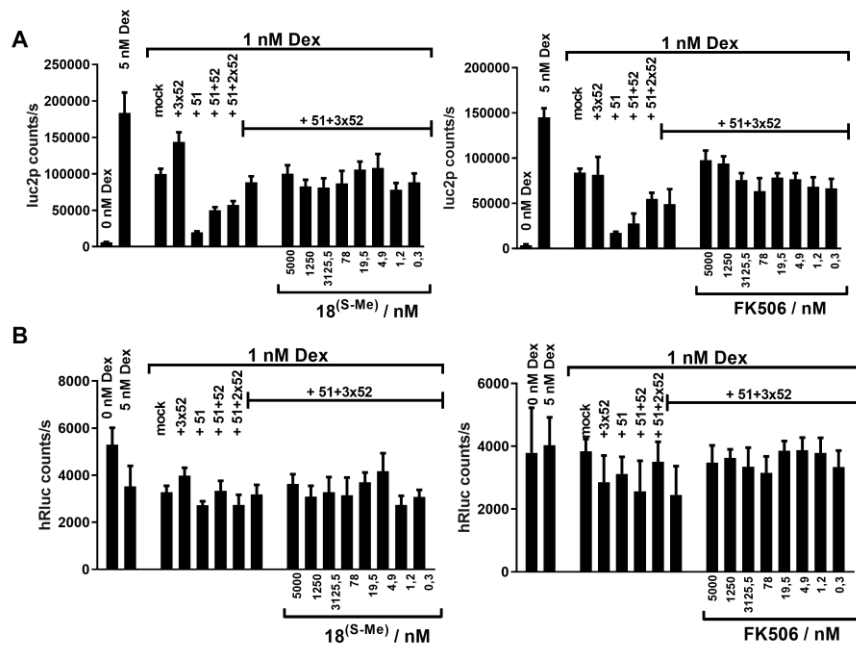 A
luc2p counts/s
250000
200000
150000
100000
50000
0
0 nM Dex
5 nM Dex
1 nM Dex
mock
+3x52
+ 51
+ 51+52
+ 51+2x52
+ 51+3x52
5000
1250
3125,5
78
19,5
4,9
1,2
0,3
18(S-Me) / nM
luc2p counts/s
200000
150000
100000
50000
0
0 nM Dex
5 nM Dex
1 nM Dex
mock
+3x52
+ 51
+ 51+52
+ 51+2x52
+ 51+3x52
5000
1250
3125,5
78
19,5
4,9
1,2
0,3
FK506 / nM
B
hRluc counts/s
8000
6000
4000
2000
0
0 nM Dex
5 nM Dex
1 nM Dex
mock
+3x52
+ 51
+ 51+52
+ 51+2x52
+ 51+3x52
5000
1250
3125,5
78
19,5
4,9
1,2
0,3
18(S-Me) / nM
hRluc counts/s
6000
4000
2000
0
0 nM Dex
5 nM Dex
1 nM Dex
mock
+3x52
+ 51
+ 51+52
+ 51+2x52
+ 51+3x52
5000
1250
3125,5
78
19,5
4,9
1,2
0,3
FK506 / nM